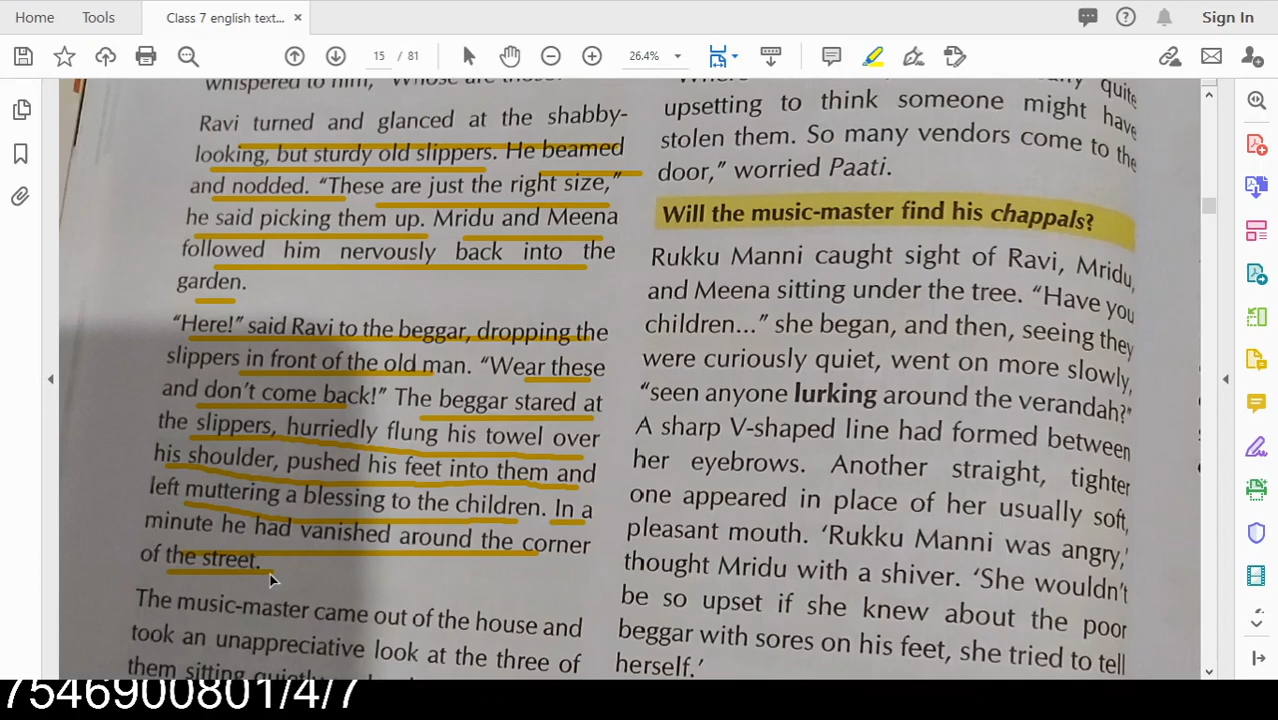 Home
Tools
Class 7 english text...
Sign In
15 / 81
26.4%
whispered to him,
Ravi turned and glanced at the shabby-
looking, but sturdy old slippers. He beamed
and nodded. “These are just the right size,”
he said picking them up. Mridu and Meena
followed him nervously back into the
garden.
“Here!” said Ravi to the beggar, dropping the
slippers in front of the old man. “Wear these
and don’t come back!” The beggar stared at
the slippers, hurriedly flung his towel over
his shoulder, pushed his feet into them and
left muttering a blessing to the children. In a
minute he had vanished around the corner
of the street.
The music-master came out of the house and
took an unappreciative look at the three of
them sitting quietly
quite
upsetting to think someone might have
stolen them. So many vendors come to the
door,” worried Paati.
Will the music-master find his chappals?
Rukku Manni caught sight of Ravi, Mridu,
and Meena sitting under the tree. “Have you
children...” she began, and then, seeing they
were curiously quiet, went on more slowly,
“seen anyone lurking around the verandah?”
A sharp V-shaped line had formed between
her eyebrows. Another straight, tighter
one appeared in place of her usually soft,
pleasant mouth. ‘Rukku Manni was angry,’
thought Mridu with a shiver. ‘She wouldn’t
be so upset if she knew about the poor
beggar with sores on his feet, she tried to tell
herself.’
7546900801/4/7